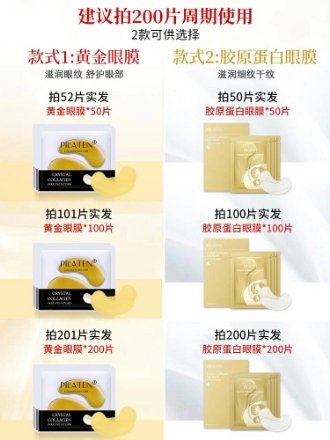 建议拍200片周期使用
2款可供选择
款式1:黄金眼膜
滋润眼纹 舒护眼部
款式2:胶原蛋白眼膜
滋润细纹干纹
拍52片实发
黄金眼膜*50片
拍50片实发
胶原蛋白眼膜*50片
PILATEN®
CRYSTAL
COLLAGEN
拍101片实发
黄金眼膜*100片
拍100片实发
胶原蛋白眼膜*100片
PILATEN®
CRYSTAL
COLLAGEN
拍201片实发
黄金眼膜*200片
拍200片实发
胶原蛋白眼膜*200片
PILATEN®
CRYSTAL
COLLAGEN